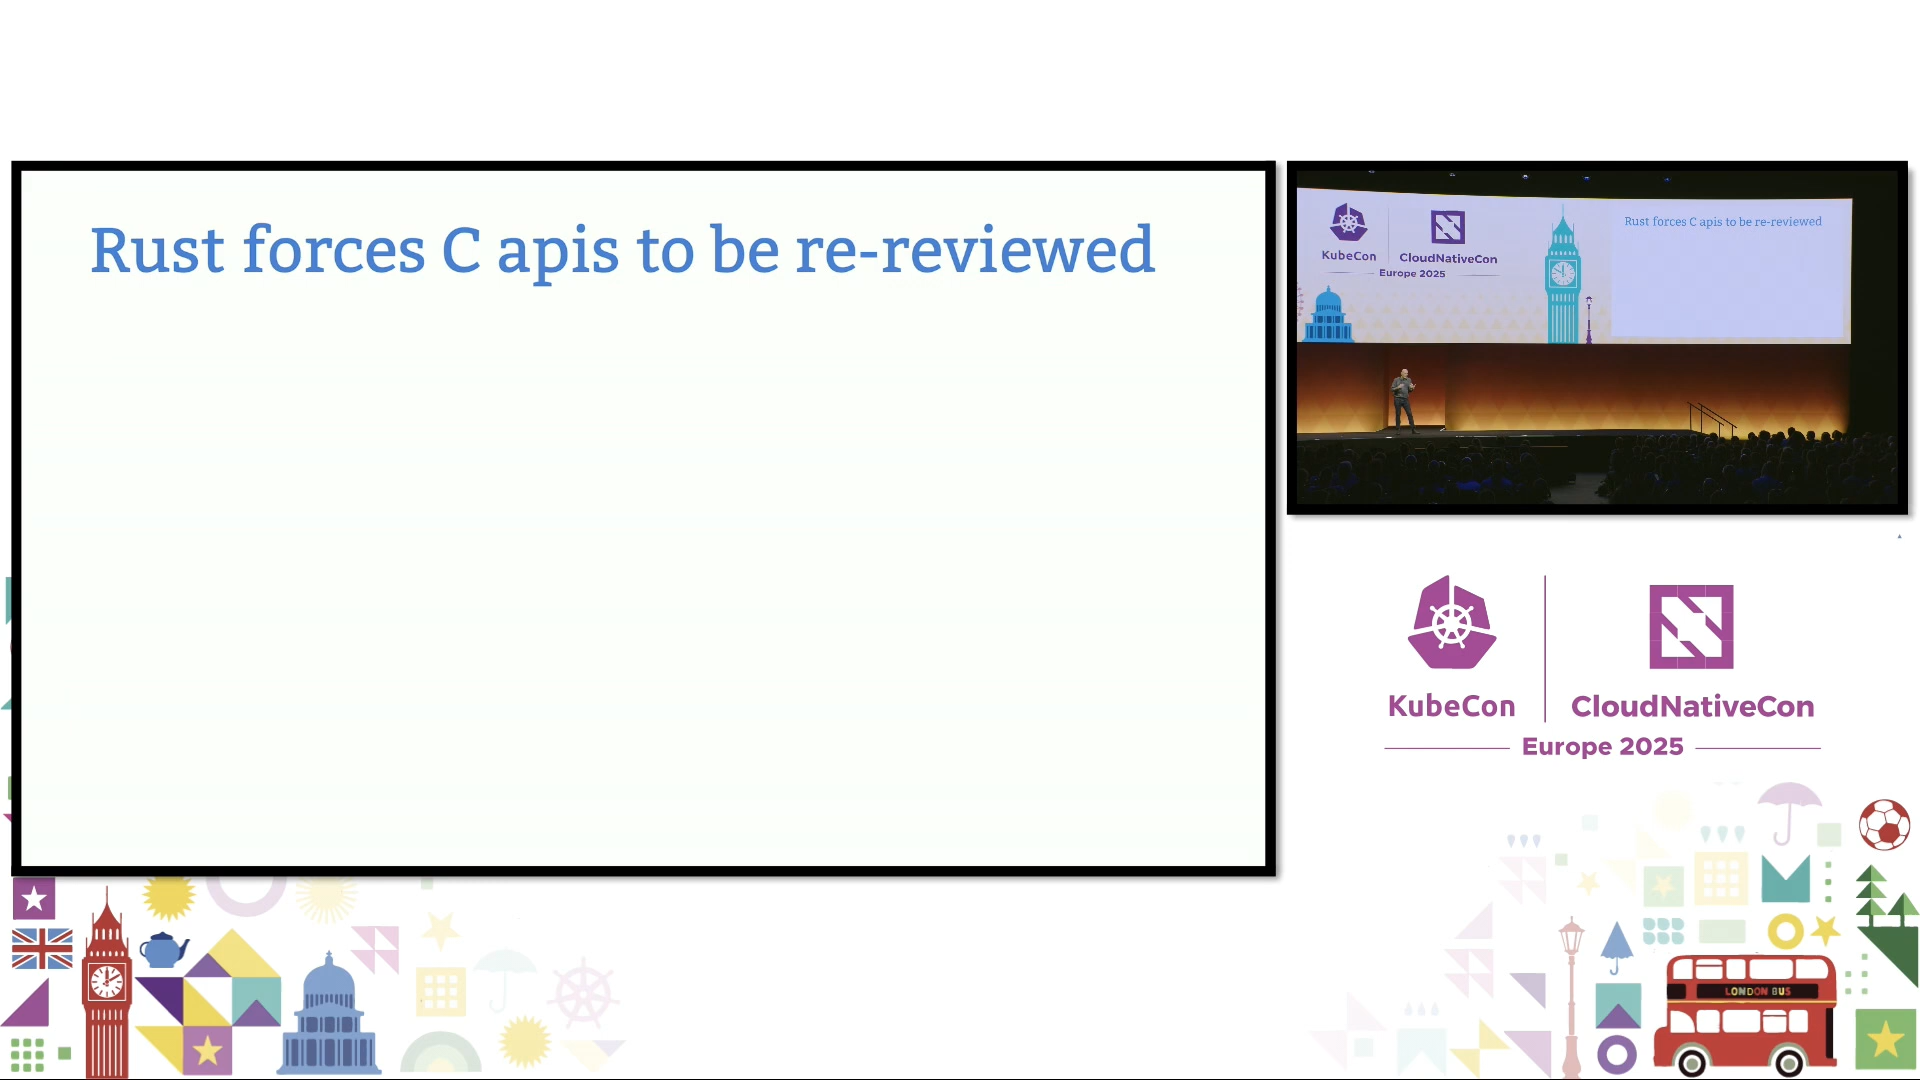 Rust forces C apis to be re-reviewed
KubeCon
CloudNativeCon
Europe 2025
Rust forces C apis to be re-reviewed
KubeCon
CloudNativeCon
Europe 2025
LONDON BUS